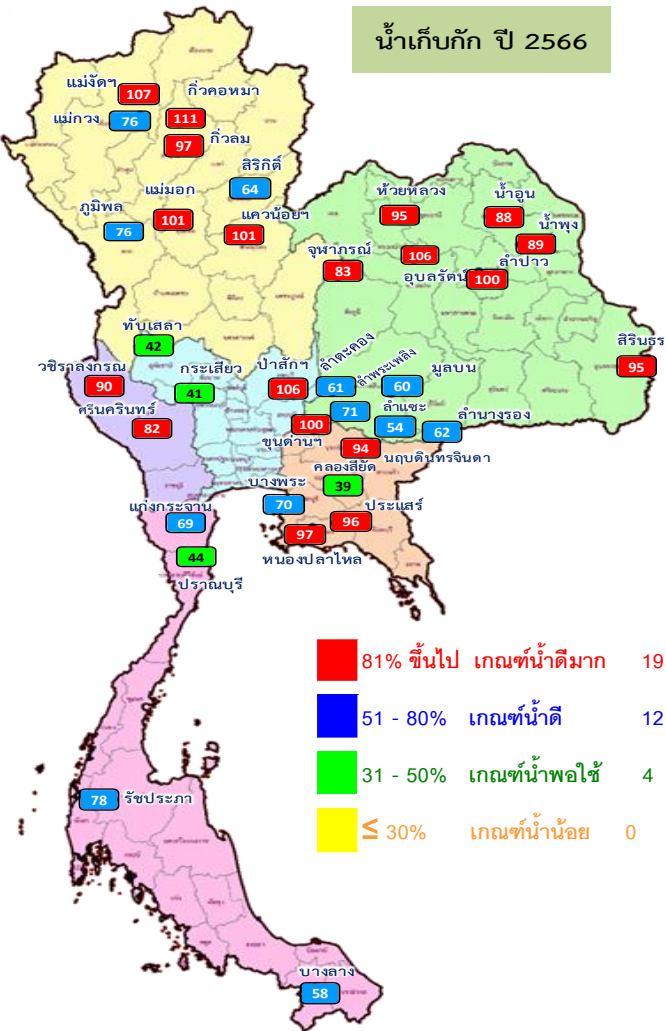 น้ำเก็บกัก ปี 2566
แม่งัดฯ
107
กิ่วคอหมา
111
แม่กวง
76
กิ่วลม
97
สิริกิติ์
64
ภูมิพล
76
แม่มอก
101
แควน้อยฯ
101
ห้วยหลวง
95
น้ำอูน
88
น้ำพุง
89
จุฬาภรณ์
83
106
อุบลรัตน์
ลำปาว
100
สิรินธร
95
ทับเสลา
42
วชิราลงกรณ
90
กระเสียว
41
ป่าสักฯ
106
ลำตะคอง
61
ลำพระเพลิง
71
มูลบน
60
ลำแซะ
54
ลำนางรอง
62
ศรีนครินทร์
82
100
ขุนด่านฯ
94
นฤบดินทรจินดา
คลองสียัด
39
บางพระ
70
ประแสร์
96
97
หนองปลาไหล
แก่งกระจาน
69
44
ปราณบุรี
81% ขึ้นไป เกณฑ์น้ำดีมาก 19
51 - 80% เกณฑ์น้ำดี 12
31 - 50% เกณฑ์น้ำพอใช้ 4
≤ 30% เกณฑ์น้ำน้อย 0
78 รัชประภา
บางลาง
58